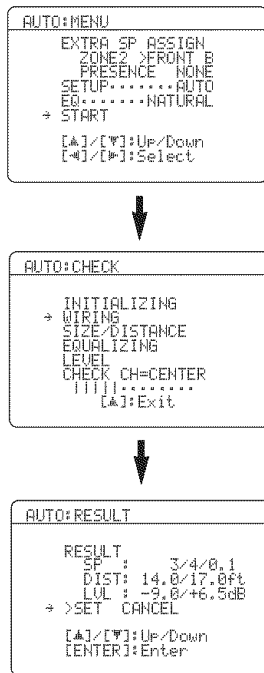 AUTO:MENU
EXTRA SP ASSIGN
ZONE2 >FRONT B
PRESENCE NONE
SETUP·······AUTO
EQ·······NATURAL
→ START
[▲]/[▼]:Up/Down
[◀]/[▶]:Select
AUTO:CHECK
INITIALIZING
→ WIRING
SIZE/DISTANCE
EQUALIZING
LEVEL
CHECK CH=CENTER
|||||·········
[▲]:Exit
AUTO:RESULT
RESULT
SP : 3/4/0.1
DIST: 14.0/17.0ft
LVL : -9.0/+6.5dB
→ >SET CANCEL
[▲]/[▼]:Up/Down
[ENTER]:Enter